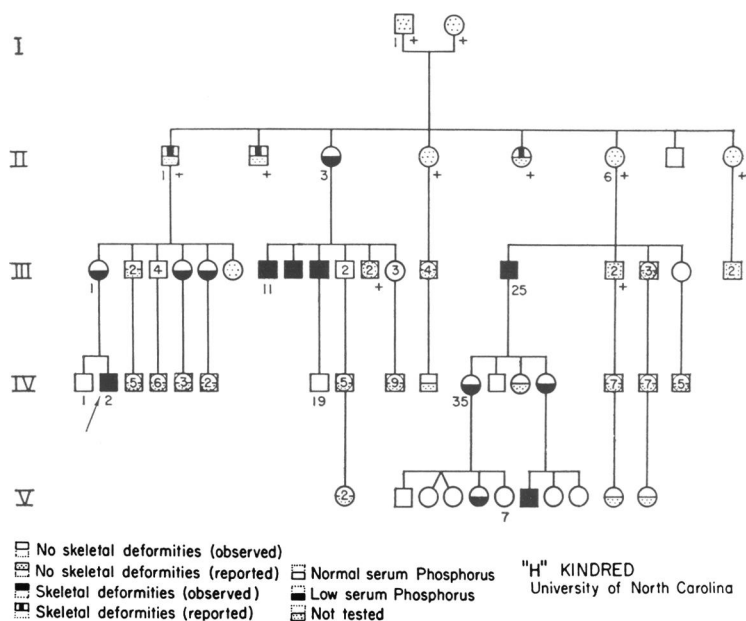 I
1 + +
II
1 + + 3 + + 6 + +
III
1 2 4 11 2 2 + 3 4 25 2 + 3 2
IV
1 2 5 6 3 2 19 5 9 35 7 7 5
V
2 7
No skeletal deformities (observed)
No skeletal deformities (reported)
Skeletal deformities (observed)
Skeletal deformities (reported)
Normal serum Phosphorus
Low serum Phosphorus
Not tested
"H" KINDRED
University of North Carolina